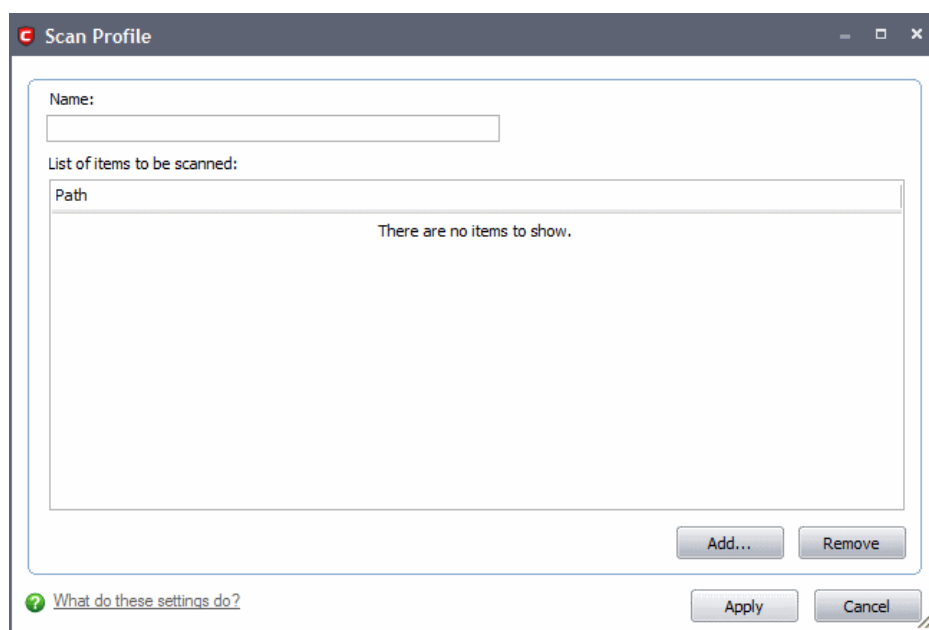 Scan Profile
Name:
List of items to be scanned:
Path
There are no items to show.
Add...
Remove
What do these settings do?
Apply
Cancel